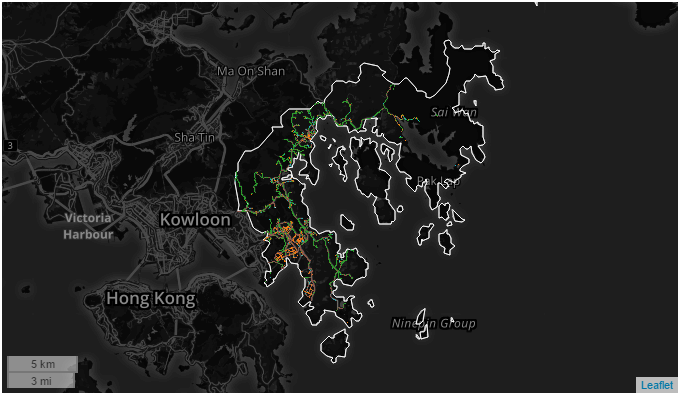 Ma On Shan
Sai Wan
Sha Tin
3
Pak Lap
Victoria
Harbour
Kowloon
Hong Kong
Ninepin Group
5 km
3 mi
Leaflet